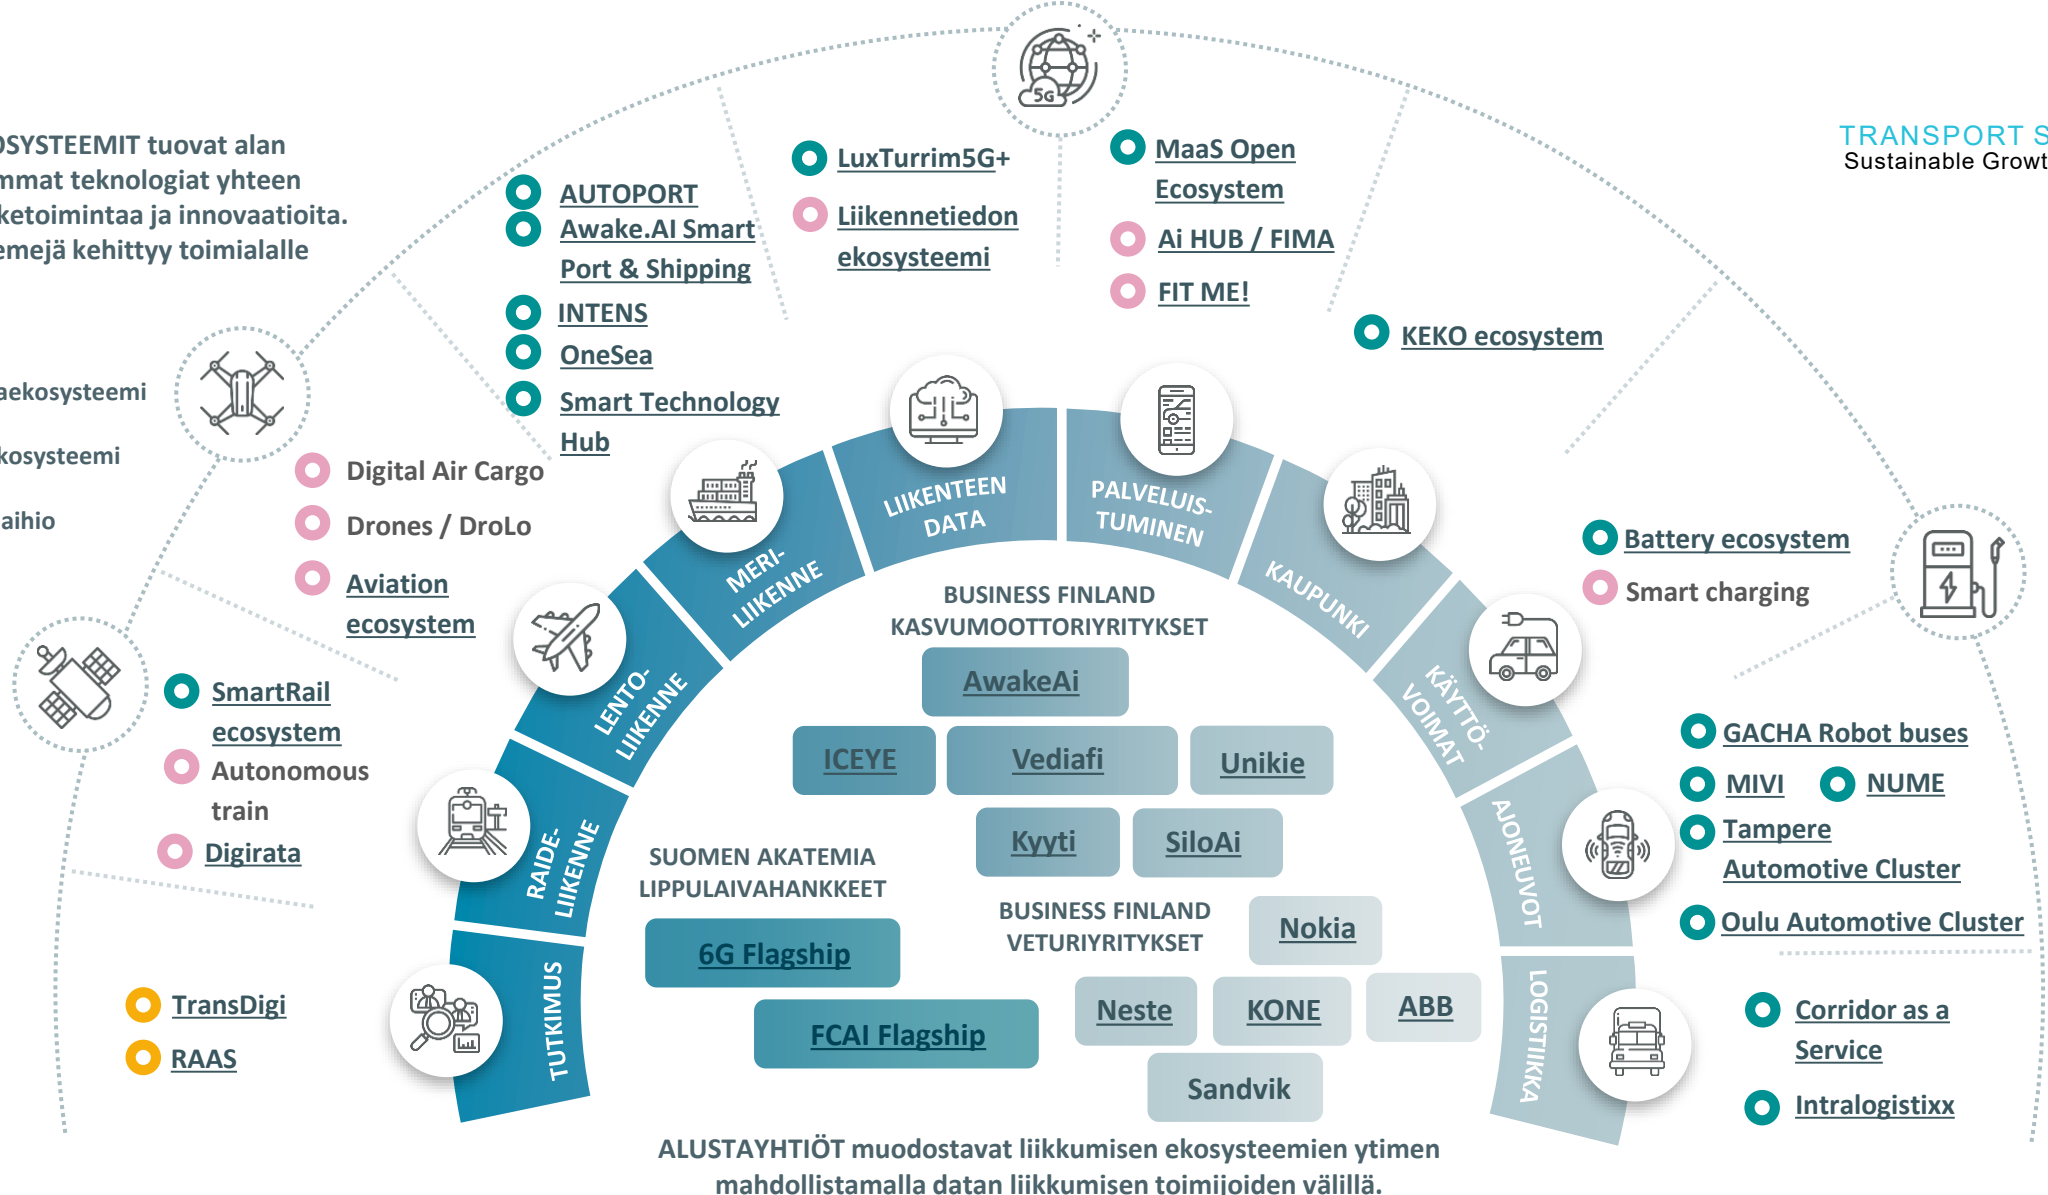 OSYSTEEMIT tuovat alan
mmat teknologiat yhteen
ketoimintaa ja innovaatioita.
emejä kehittyy toimialalle
aekosysteemi
kosysteemi
aihio
TRANSPORT S
Sustainable Growt
5G
AUTOPORT
Awake.AI Smart
Port & Shipping
INTENS
OneSea
Smart Technology
Hub
LuxTurrim5G+
Liikennetiedon
ekosysteemi
MaaS Open
Ecosystem
Ai HUB / FIMA
FIT ME!
KEKO ecosystem
Digital Air Cargo
Drones / DroLo
Aviation
ecosystem
Battery ecosystem
Smart charging
SmartRail
ecosystem
Autonomous
train
Digirata
GACHA Robot buses
MIVI
NUME
Tampere
Automotive Cluster
Oulu Automotive Cluster
TransDigi
RAAS
Corridor as a
Service
Intralogistixx
TUTKIMUS
RAIDE-
LIIKENNE
LENTO-
LIIKENNE
MERI-
LIIKENNE
LIIKENTEEN
DATA
PALVELUIS-
TUMINEN
KAUPUNKI
KÄYTTÖ-
VOIMAT
AJONEUVOT
LOGISTIIKKA
BUSINESS FINLAND
KASVUMOOTTORIYRITYKSET
AwakeAi
ICEYE
Vediafi
Unikie
Kyyti
SiloAi
SUOMEN AKATEMIA
LIPPULAIVAHANKKEET
6G Flagship
FCAI Flagship
BUSINESS FINLAND
VETURIYRITYKSET
Nokia
Neste
KONE
ABB
Sandvik
ALUSTAYHTIÖT muodostavat liikkumisen ekosysteemien ytimen
mahdollistamalla datan liikkumisen toimijoiden välillä.